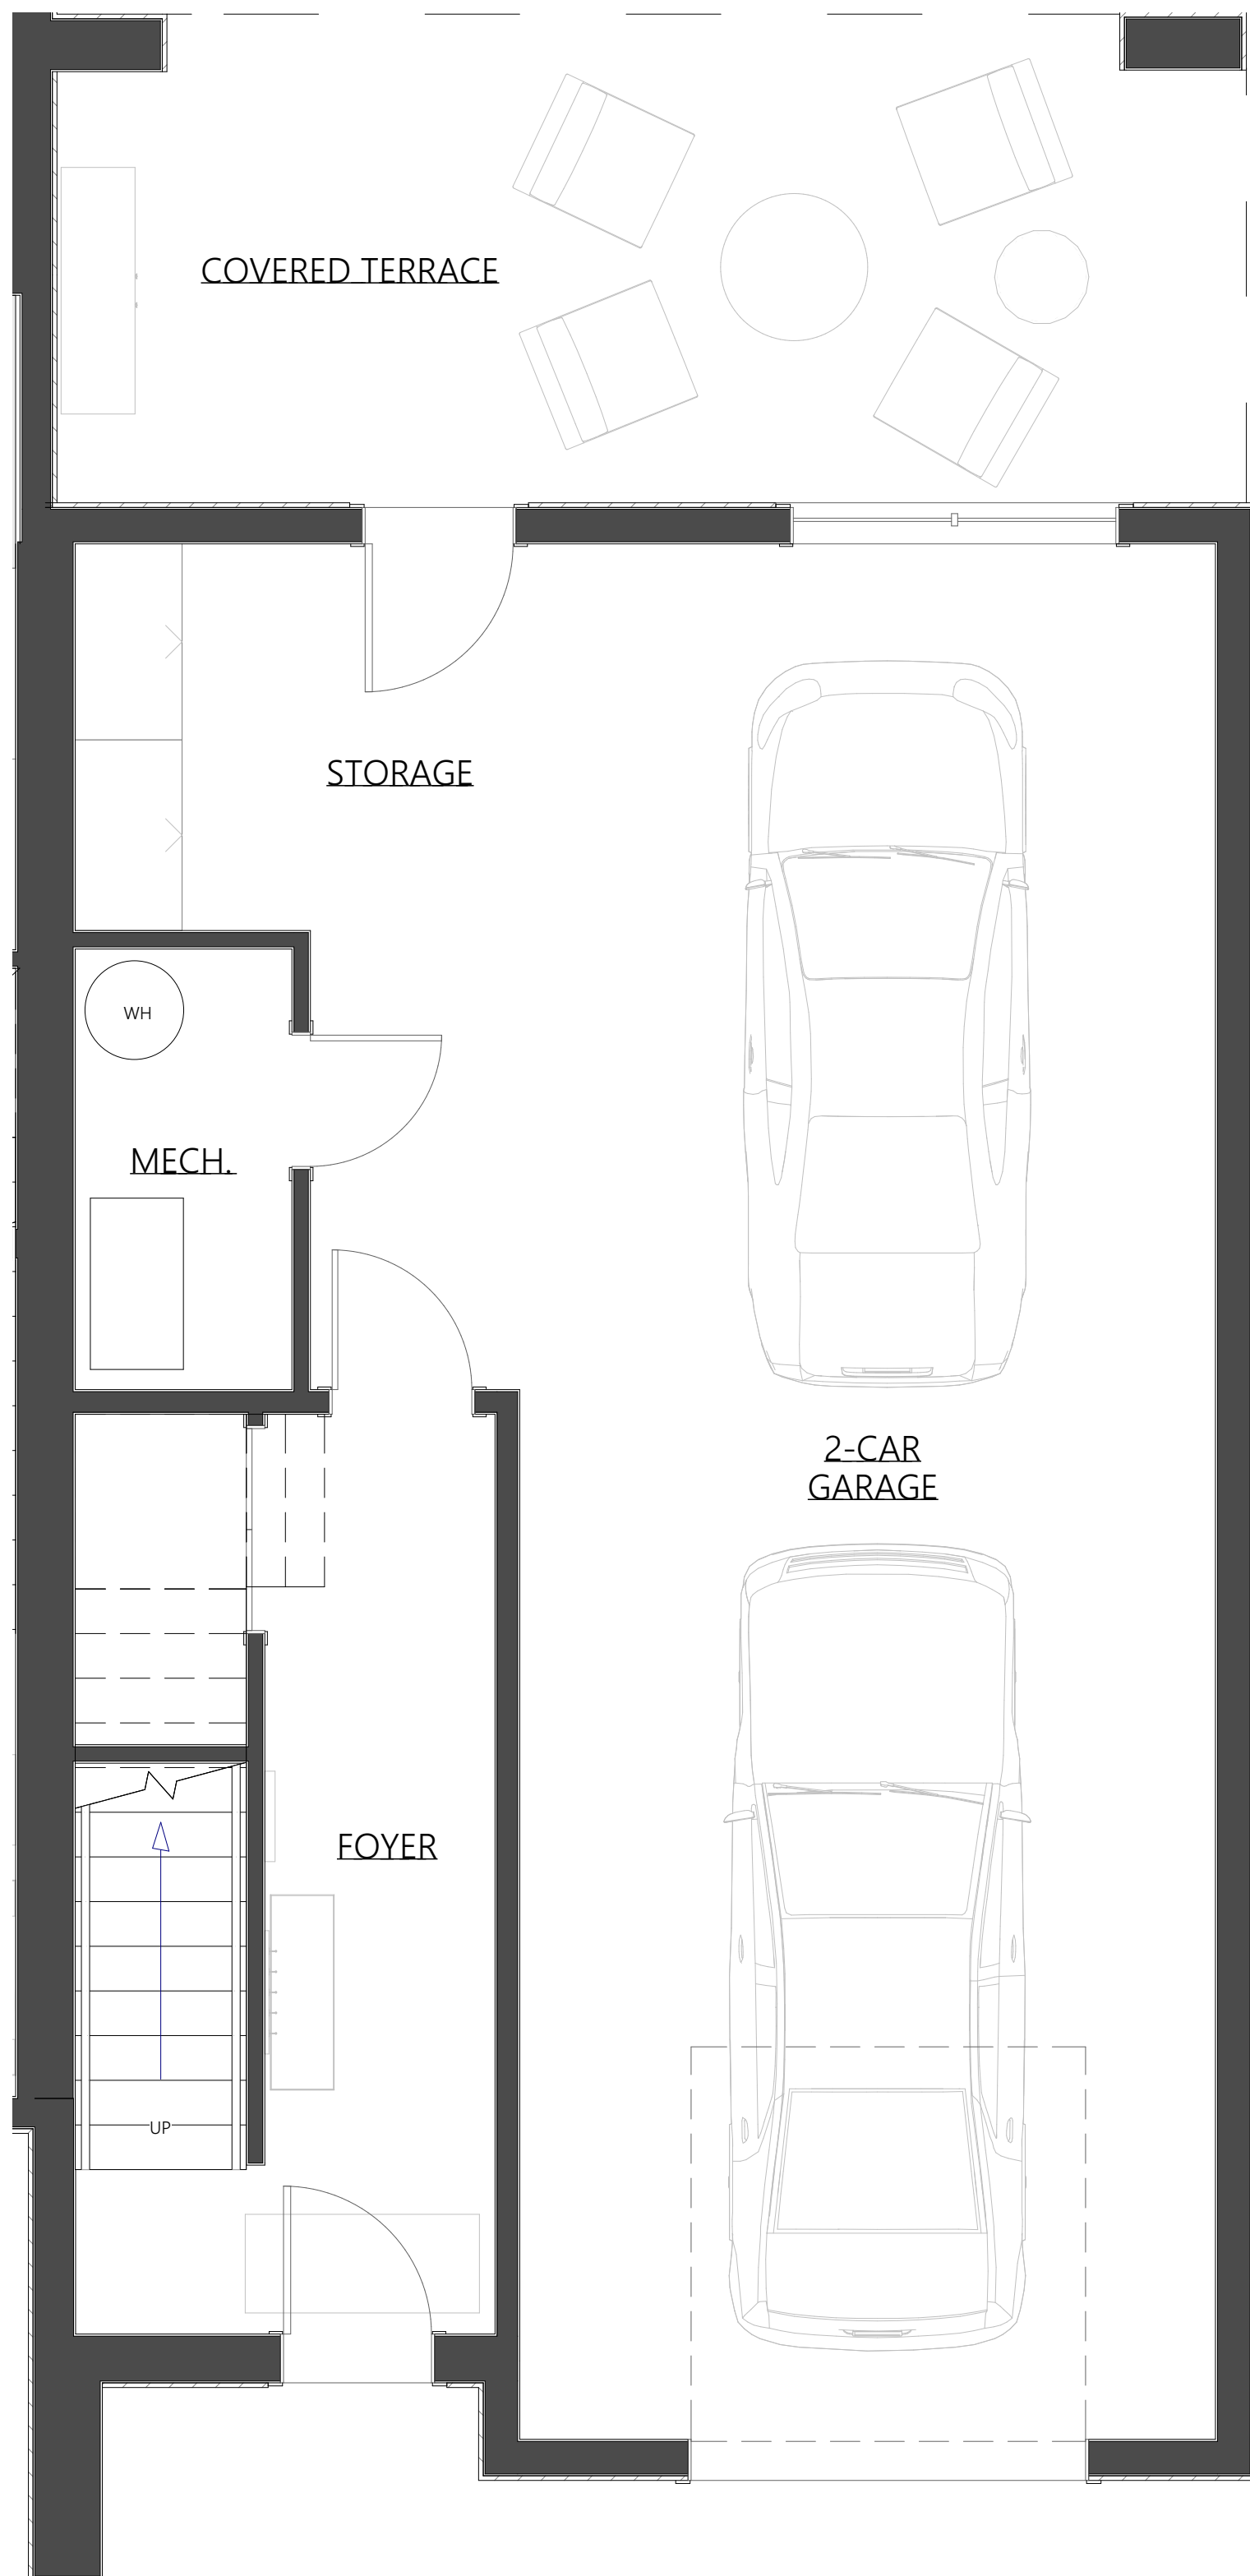 COVERED TERRACE
STORAGE
WH
MECH.
2-CAR
GARAGE
FOYER
UP